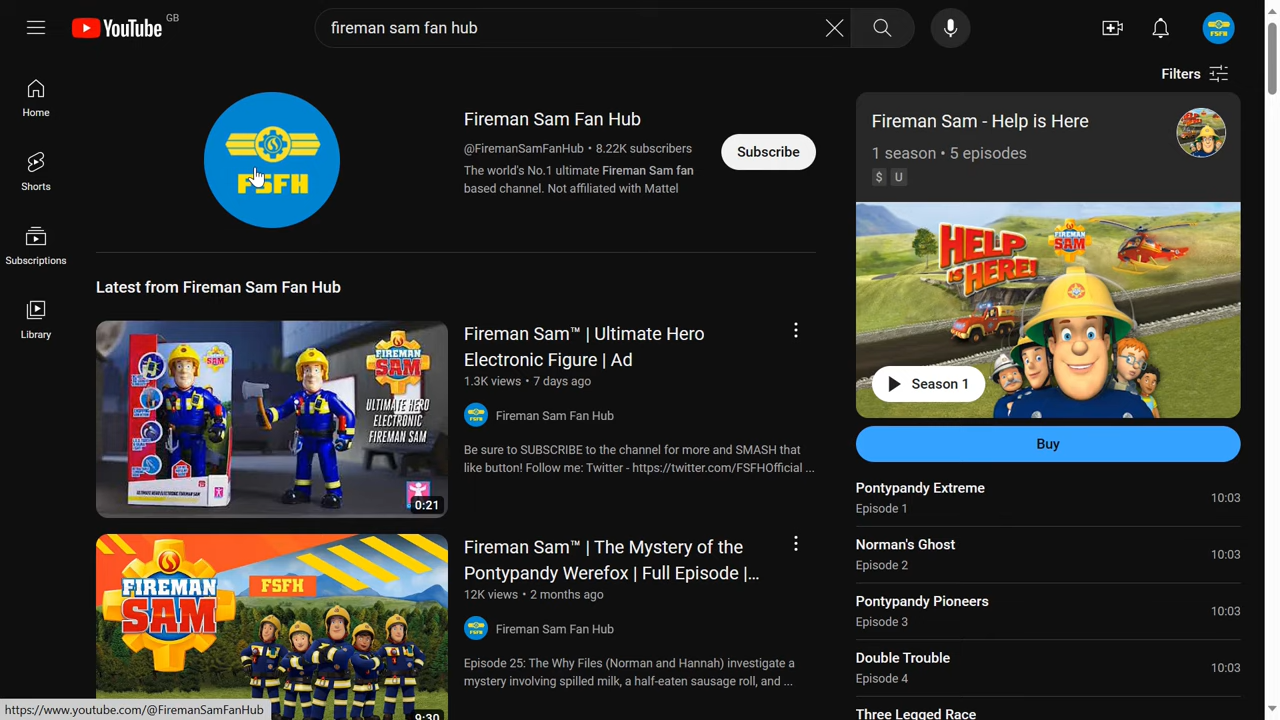 YouTube GB
fireman sam fan hub
FSFH
Home
Shorts
Subscriptions
Library
Filters
FSFH
Fireman Sam Fan Hub
@FiremanSamFanHub • 8.22K subscribers
The world's No.1 ultimate Fireman Sam fan
based channel. Not affiliated with Mattel
Subscribe
Latest from Fireman Sam Fan Hub
FIREMAN
SAM
ULTIMATE HERO
ELECTRONIC
FIREMAN SAM
0:21
Fireman Sam™ | Ultimate Hero
Electronic Figure | Ad
1.3K views • 7 days ago
Fireman Sam Fan Hub
Be sure to SUBSCRIBE to the channel for more and SMASH that
like button! Follow me: Twitter - https://twitter.com/FSFHOfficial ...
FIREMAN
SAM
FSFH
9:30
Fireman Sam™ | The Mystery of the
Pontypandy Werefox | Full Episode |...
12K views • 2 months ago
Fireman Sam Fan Hub
Episode 25: The Why Files (Norman and Hannah) investigate a
mystery involving spilled milk, a half-eaten sausage roll, and ...
Fireman Sam - Help is Here
1 season • 5 episodes
$ U
HELP
IS HERE!
FIREMAN
SAM
Season 1
Buy
Pontypandy Extreme
Episode 1
10:03
Norman's Ghost
Episode 2
10:03
Pontypandy Pioneers
Episode 3
10:03
Double Trouble
Episode 4
10:03
Three Legged Race
https://www.youtube.com/@FiremanSamFanHub